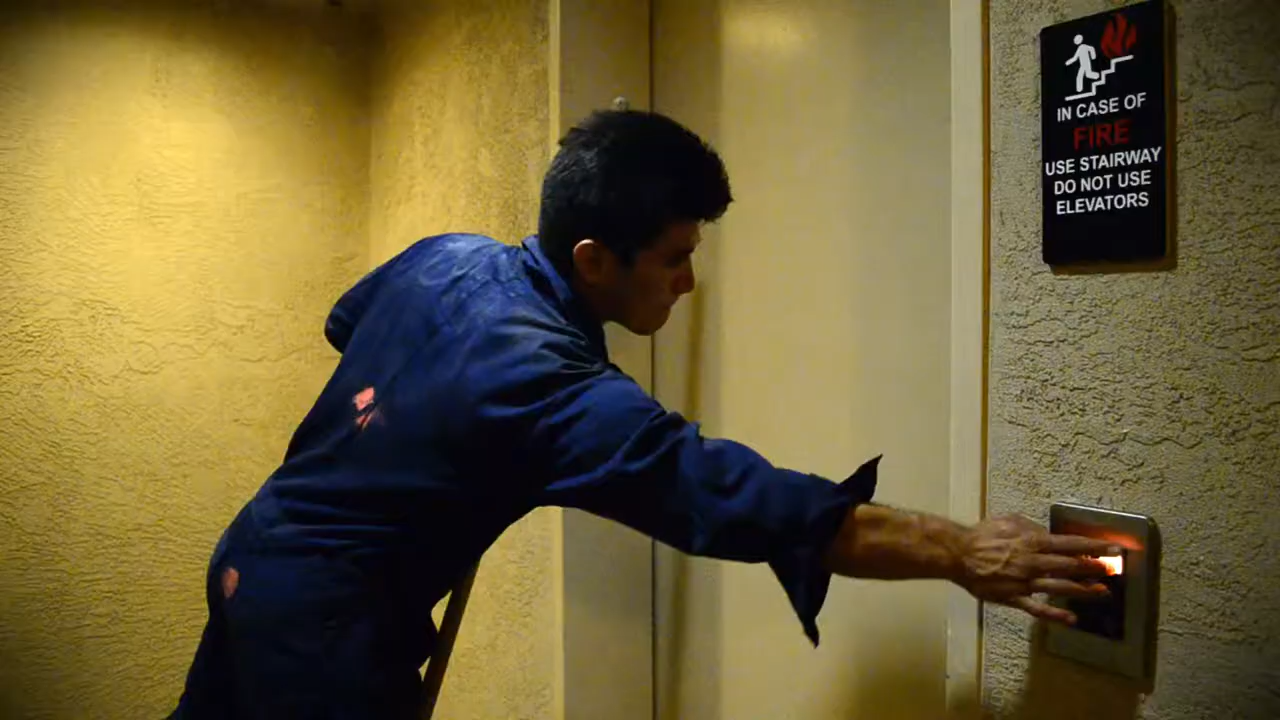 IN CASE OF
FIRE
USE STAIRWAY
DO NOT USE
ELEVATORS